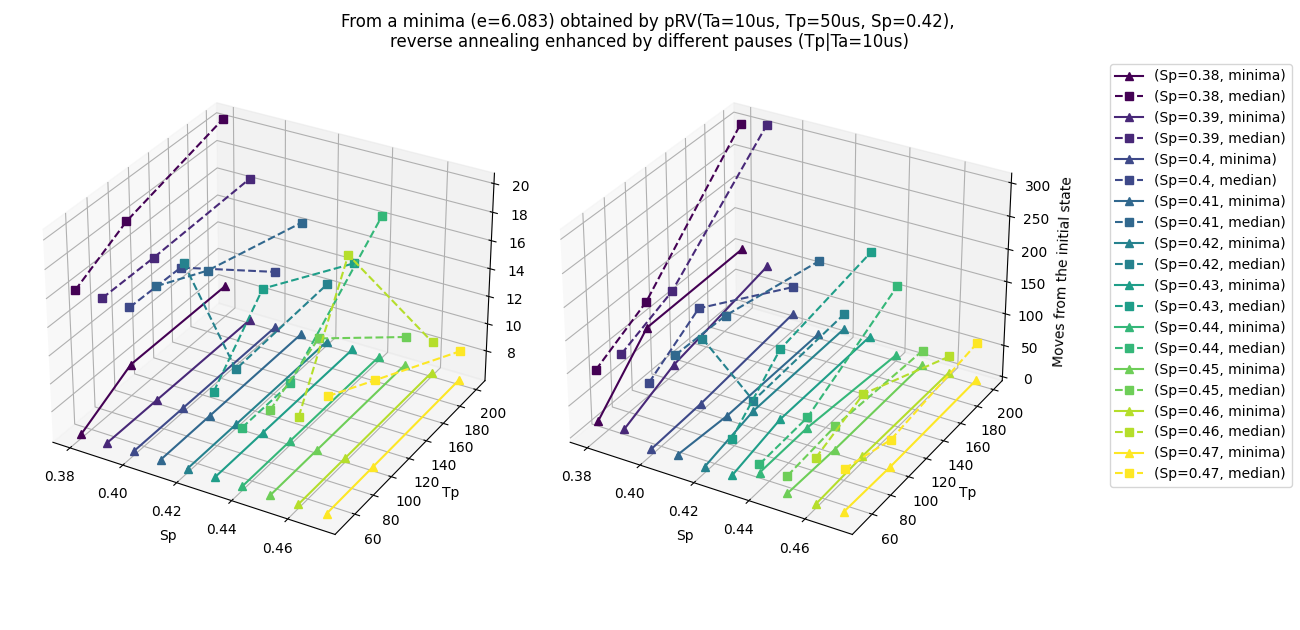 From a minima (e=6.083) obtained by pRV(Ta=10us, Tp=50us, Sp=0.42),
reverse annealing enhanced by different pauses (Tp|Ta=10us)
20
18
16
14
12
10
8
200
180
160
140
120
100
80
60
Tp
0.38
0.40
0.42
0.44
0.46
Sp
300
250
200
150
100
50
0
Moves from the initial state
200
180
160
140
120
100
80
60
Tp
0.38
0.40
0.42
0.44
0.46
Sp
(Sp=0.38, minima)
(Sp=0.38, median)
(Sp=0.39, minima)
(Sp=0.39, median)
(Sp=0.4, minima)
(Sp=0.4, median)
(Sp=0.41, minima)
(Sp=0.41, median)
(Sp=0.42, minima)
(Sp=0.42, median)
(Sp=0.43, minima)
(Sp=0.43, median)
(Sp=0.44, minima)
(Sp=0.44, median)
(Sp=0.45, minima)
(Sp=0.45, median)
(Sp=0.46, minima)
(Sp=0.46, median)
(Sp=0.47, minima)
(Sp=0.47, median)